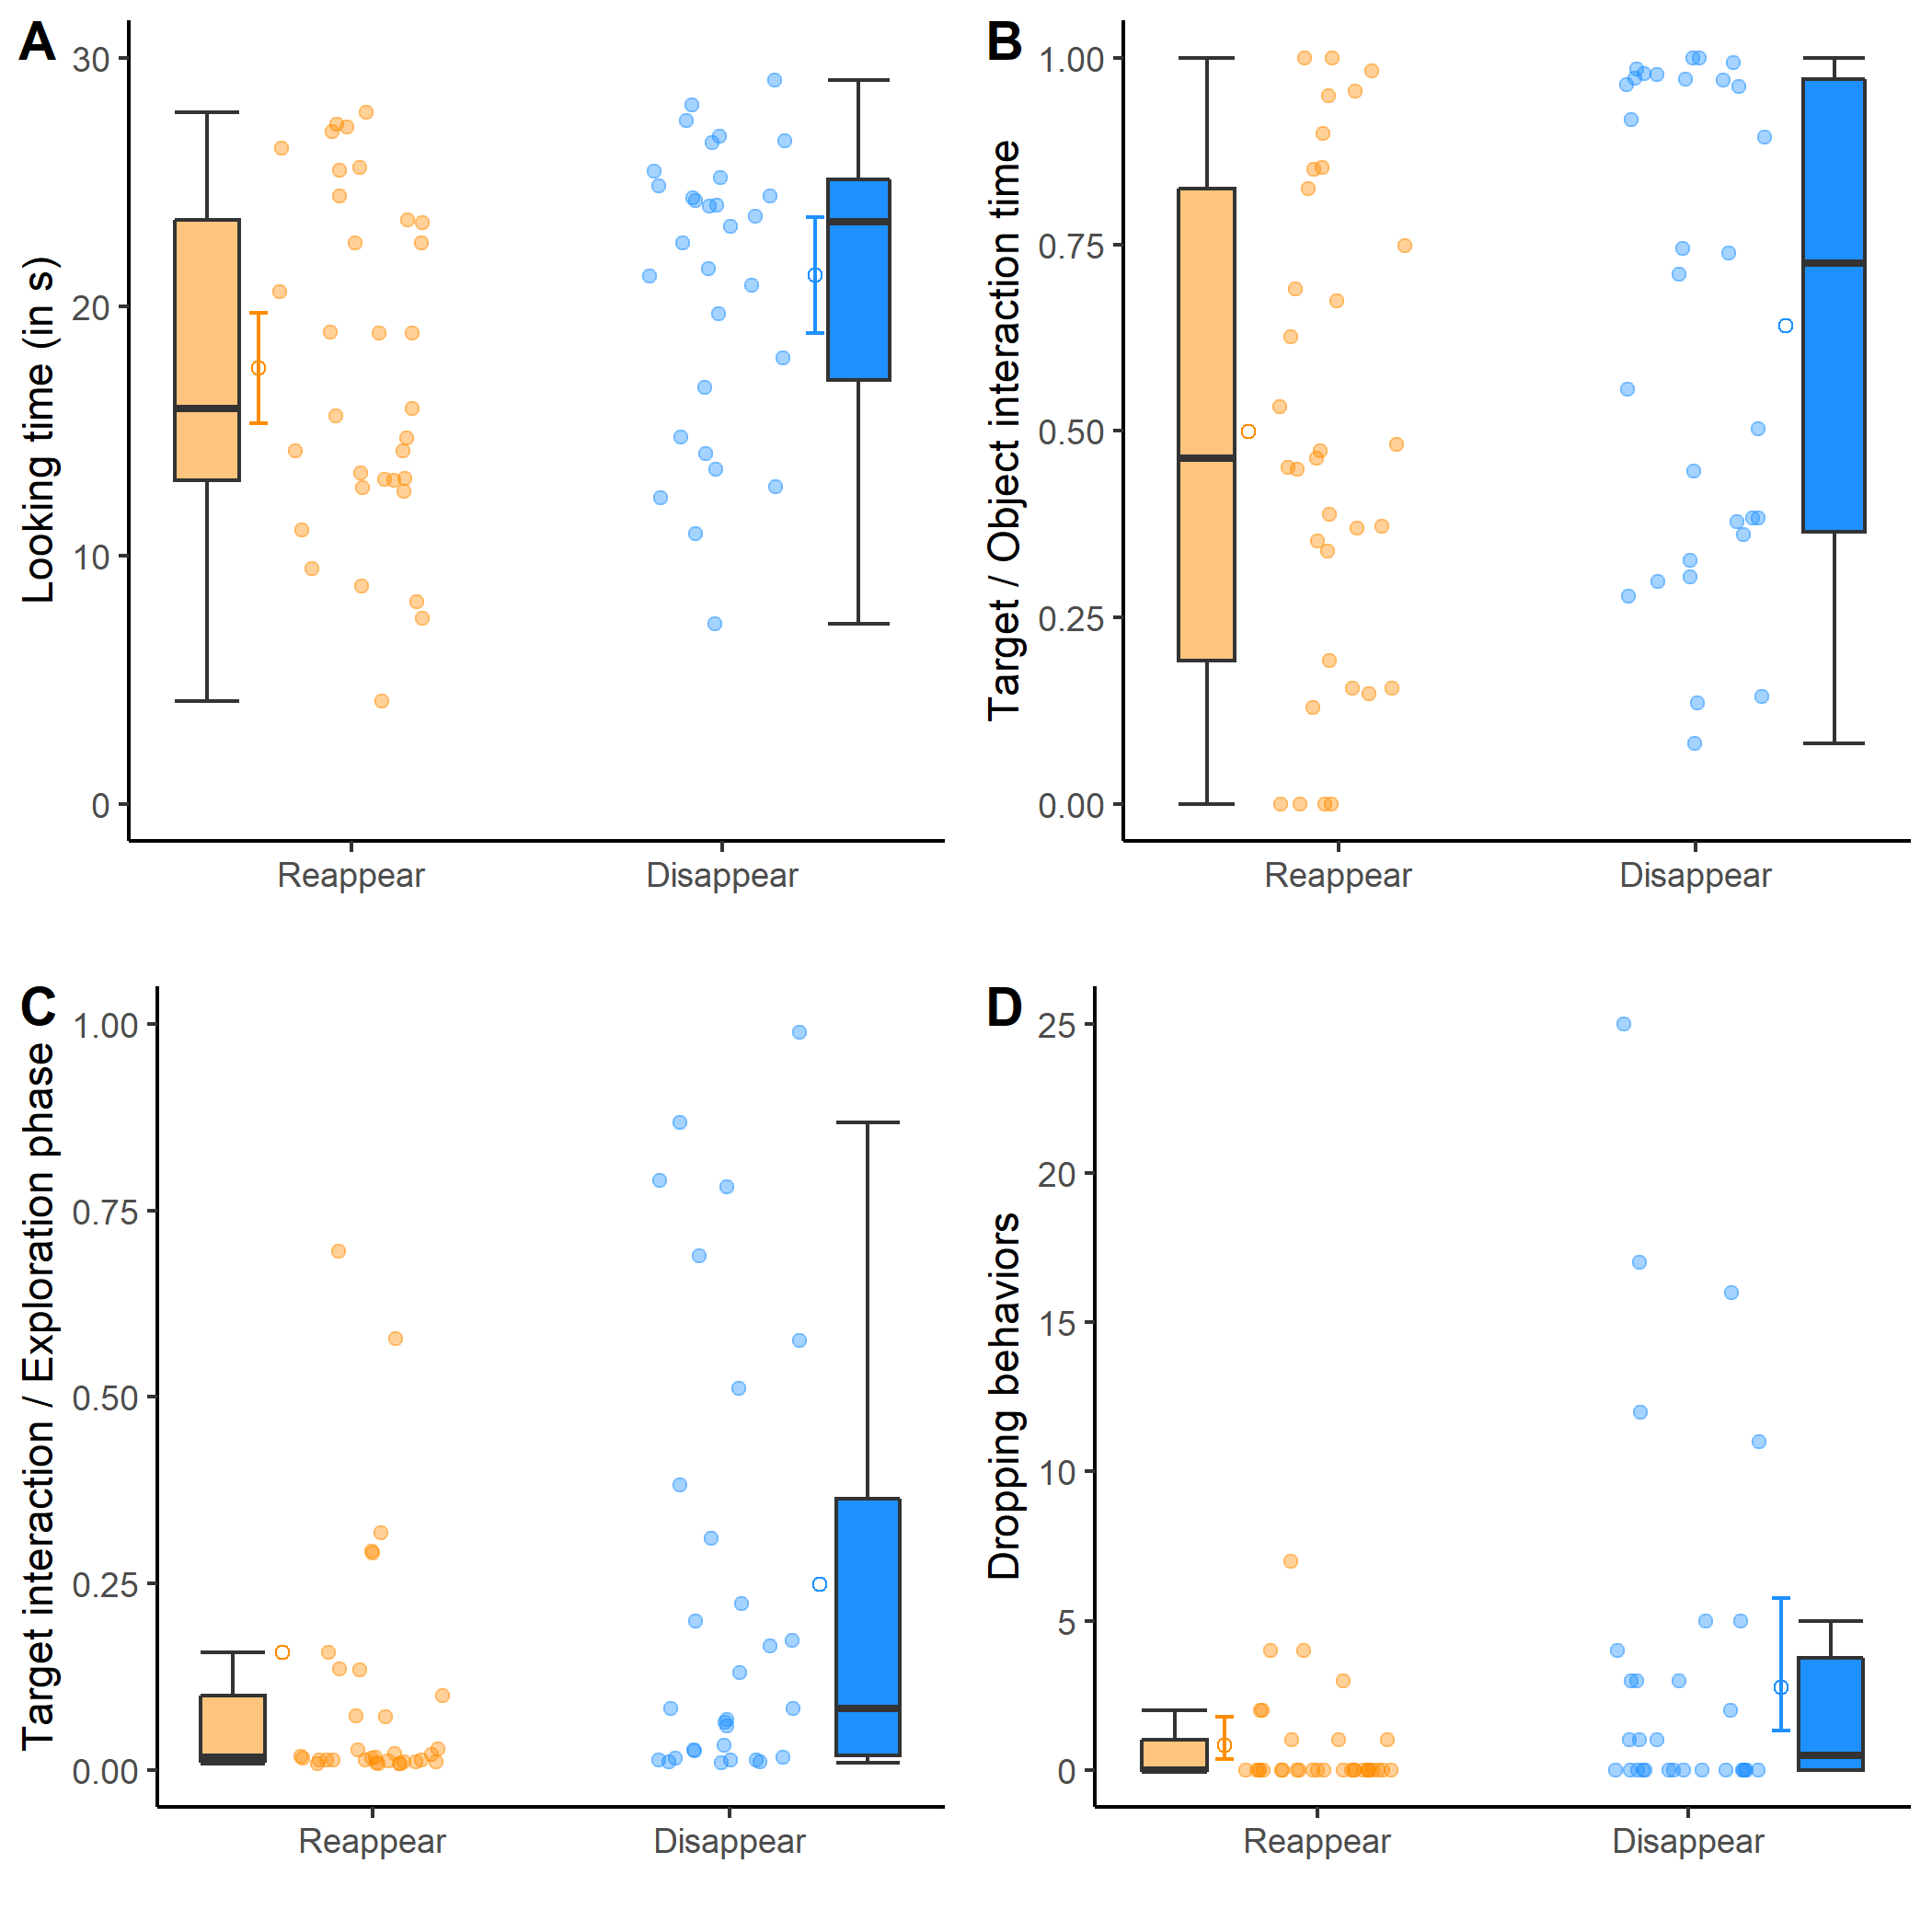 A
Looking time (in s)
30
20
10
0
Reappear Disappear
B
Target / Object interaction time
1.00
0.75
0.50
0.25
0.00
Reappear Disappear
C
Target interaction / Exploration phase
1.00
0.75
0.50
0.25
0.00
Reappear Disappear
D
Dropping behaviors
25
20
15
10
5
0
Reappear Disappear